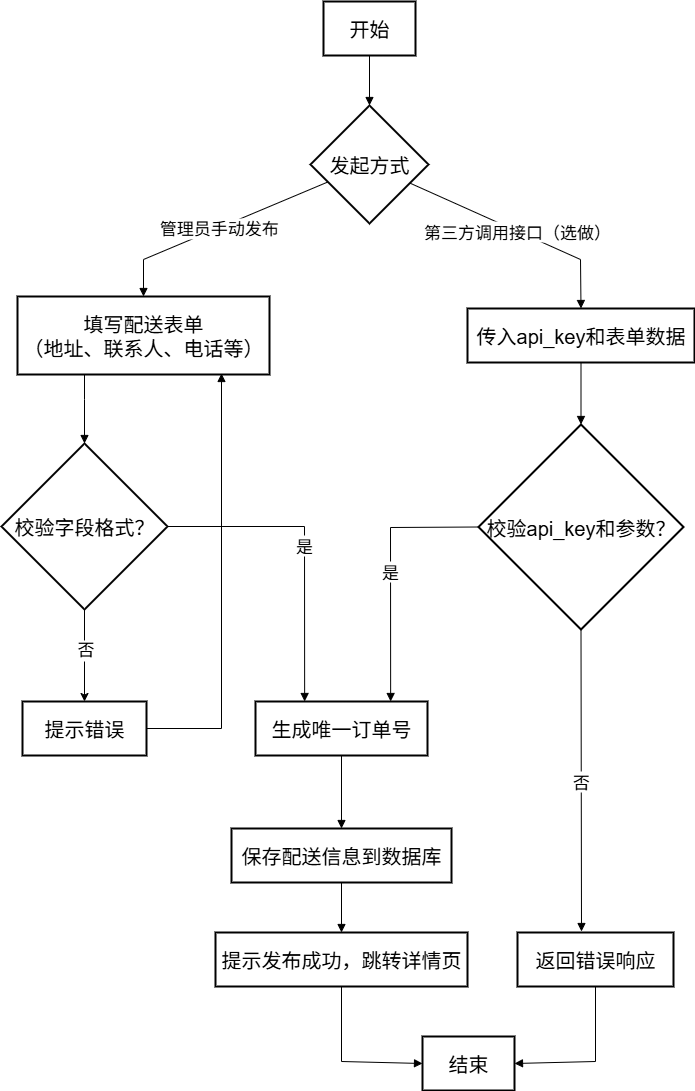 开始
发起方式
管理员手动发布
第三方调用接口（选做）
填写配送表单
（地址、联系人、电话等）
传入api_key和表单数据
校验字段格式？
校验api_key和参数？
是
是
否
提示错误
生成唯一订单号
否
保存配送信息到数据库
提示发布成功，跳转详情页
返回错误响应
结束